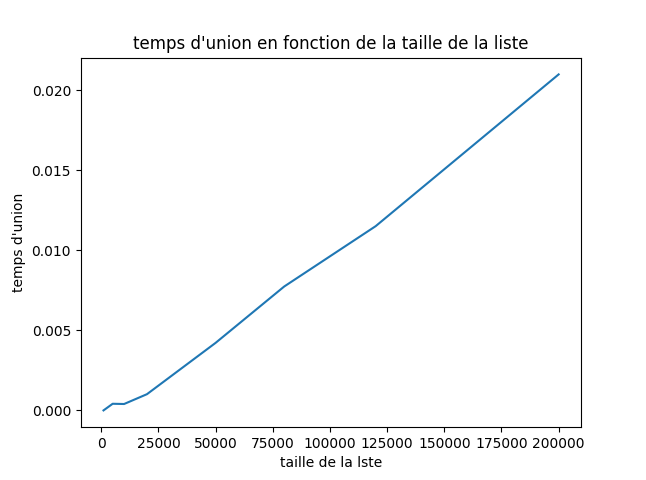 temps d'union en fonction de la taille de la liste
0.020
0.015
0.010
0.005
0.000
temps d'union
0 25000 50000 75000 100000 125000 150000 175000 200000
taille de la lste